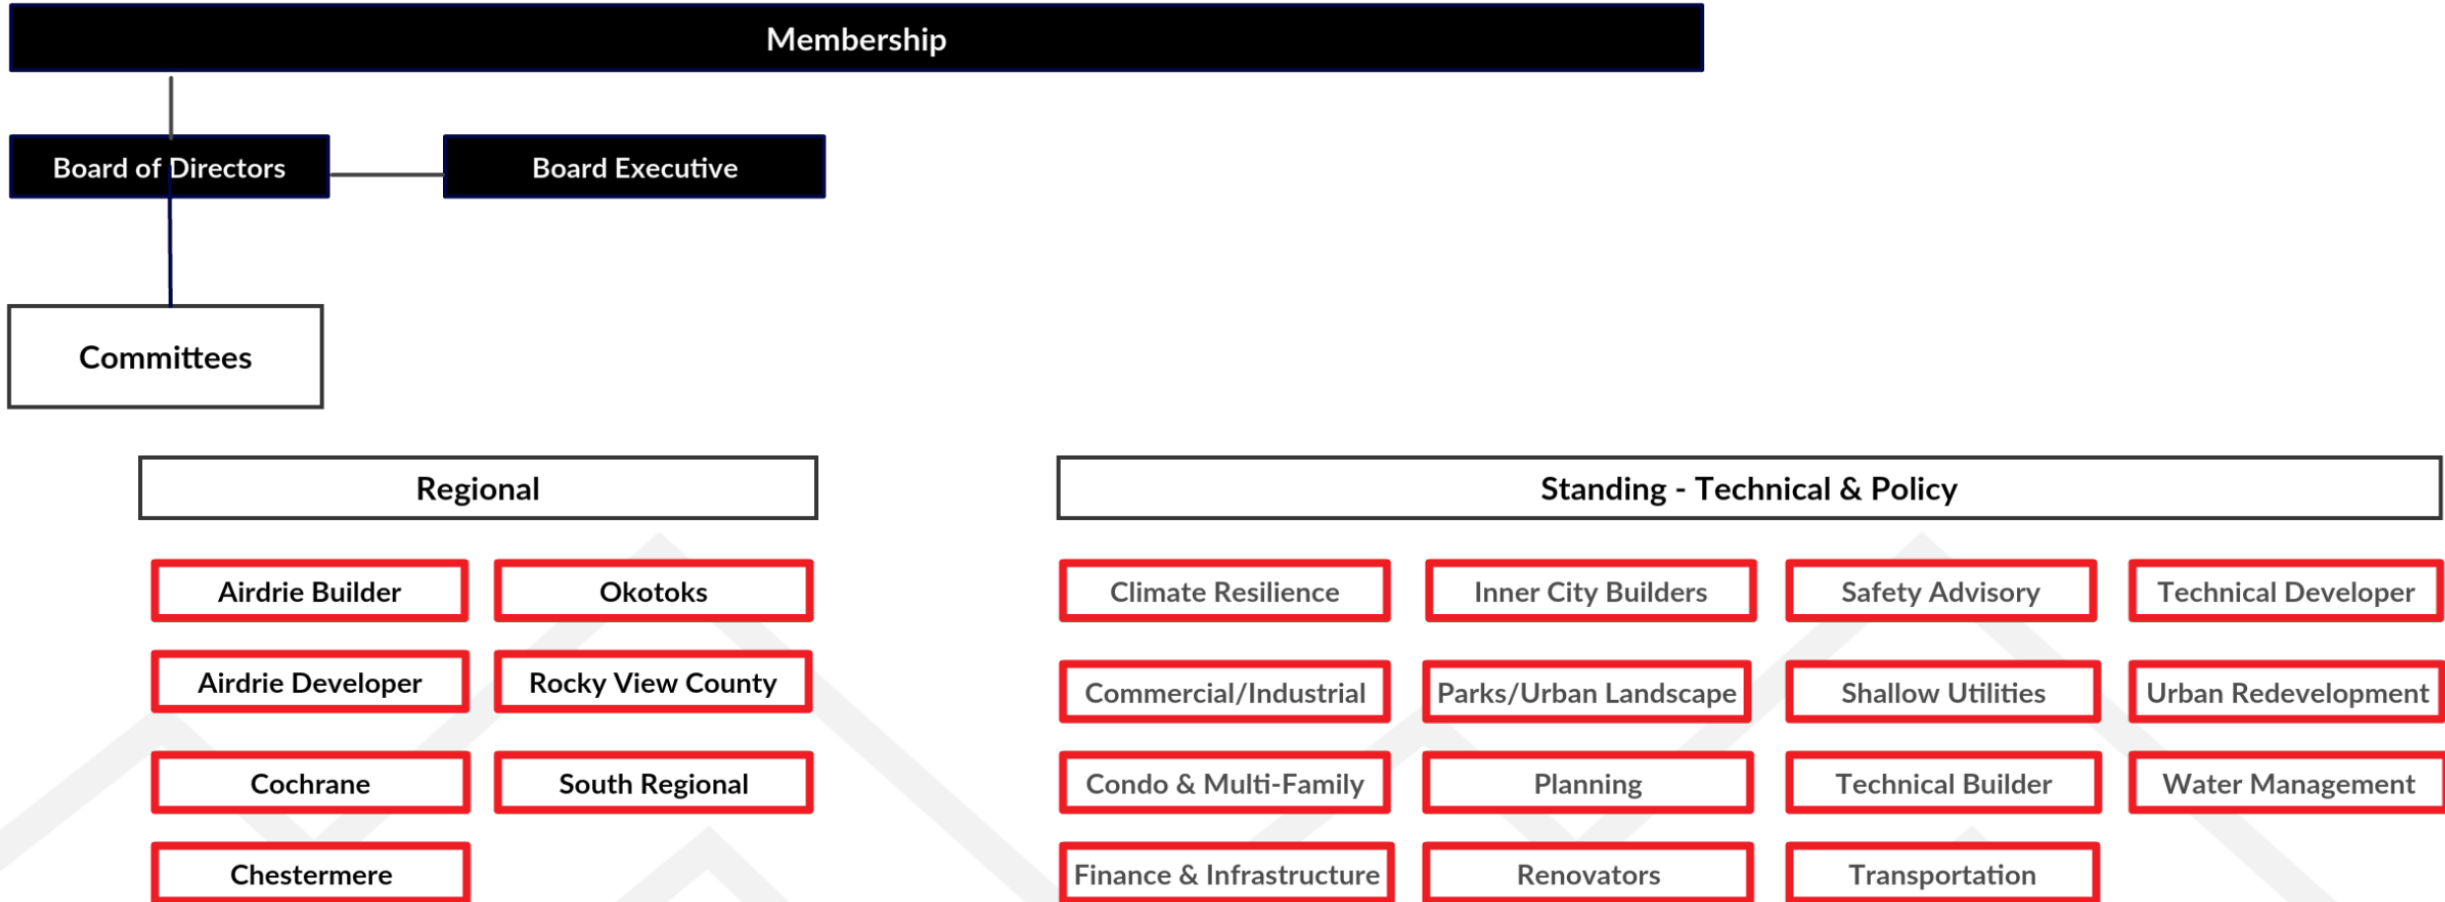 Membership
Board of Directors
Board Executive
Committees
Regional
Standing - Technical & Policy
Airdrie Builder
Okotoks
Climate Resilience
Inner City Builders
Safety Advisory
Technical Developer
Airdrie Developer
Rocky View County
Commercial/Industrial
Parks/Urban Landscape
Shallow Utilities
Urban Redevelopment
Cochrane
South Regional
Condo & Multi-Family
Planning
Technical Builder
Water Management
Chestermere
Finance & Infrastructure
Renovators
Transportation